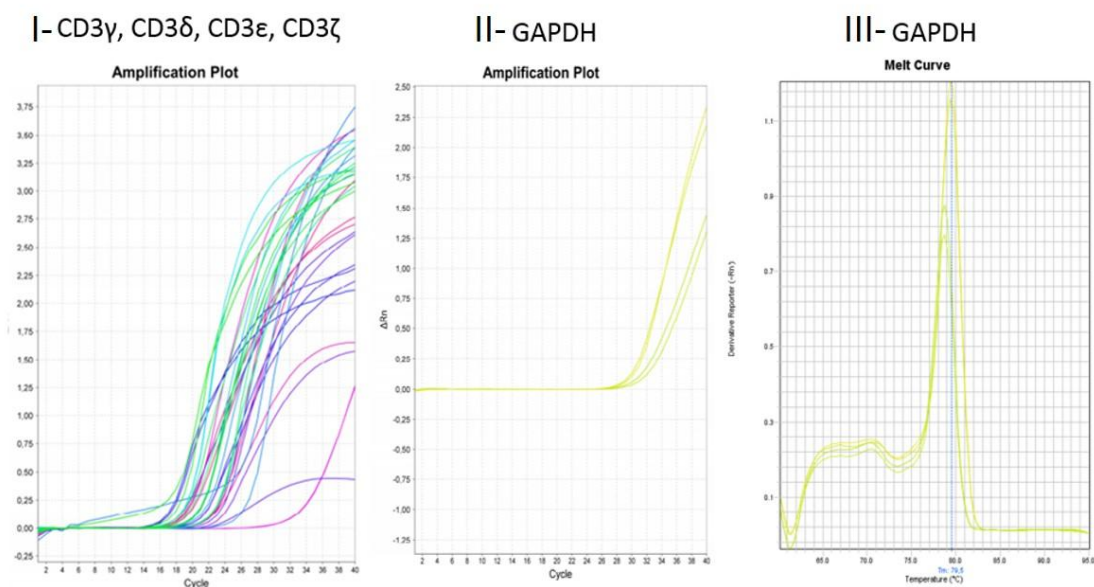 I- CD3γ, CD3δ, CD3ε, CD3ζ
Amplification Plot
3,75
3,50
3,25
3,00
2,75
2,50
2,25
2,00
1,75
1,50
1,25
1,00
0,75
0,50
0,25
0,00
-0,25
2 4 6 8 10 12 14 16 18 20 22 24 26 28 30 32 34 36 38 40
Cycle
II- GAPDH
Amplification Plot
ΔRn
2,50
2,25
2,00
1,75
1,50
1,25
1,00
0,75
0,50
0,25
0,00
-0,25
-0,50
-0,75
-1,00
-1,25
2 4 6 8 10 12 14 16 18 20 22 24 26 28 30 32 34 36 38 40
Cycle
III- GAPDH
Melt Curve
Derivative Reporter (-Rn)
1.1
0.9
0.7
0.5
0.3
0.1
65.0 70.0 75.0 80.0 85.0 90.0 95.0
Tm: 79,5
Temperature (°C)